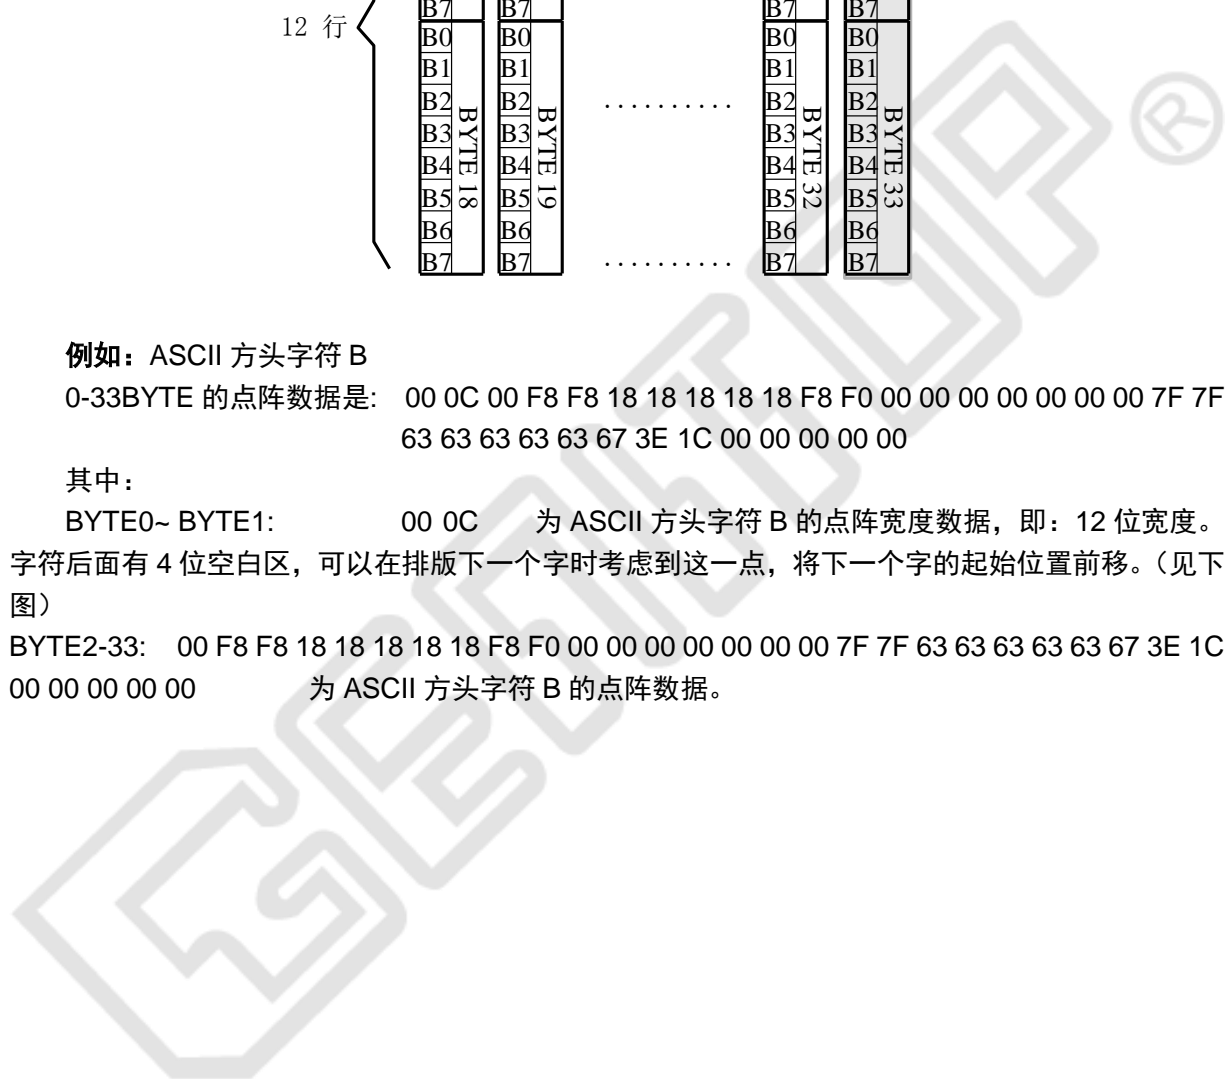 B7 B7 B7 B7
12 行
B0 B0 B0 B0
B1 B1 B1 B1
B2 B2 .......... B2 B2
B3 B3 B3 B3
B4 B4 B4 B4
B5 B5 B5 B5
B6 B6 B6 B6
B7 B7 .......... B7 B7
BYTE 18
BYTE 19
BYTE 32
BYTE 33
例如:ASCII 方头字符 B
0-33BYTE 的点阵数据是: 00 0C 00 F8 F8 18 18 18 18 18 F8 F0 00 00 00 00 00 00 00 7F 7F
63 63 63 63 63 67 3E 1C 00 00 00 00 00
其中:
BYTE0~ BYTE1: 00 0C 为 ASCII 方头字符 B 的点阵宽度数据,即:12 位宽度。
字符后面有 4 位空白区,可以在排版下一个字时考虑到这一点,将下一个字的起始位置前移。(见下
图)
BYTE2-33: 00 F8 F8 18 18 18 18 18 F8 F0 00 00 00 00 00 00 00 7F 7F 63 63 63 63 63 67 3E 1C
00 00 00 00 00 为 ASCII 方头字符 B 的点阵数据。
GENITOP®